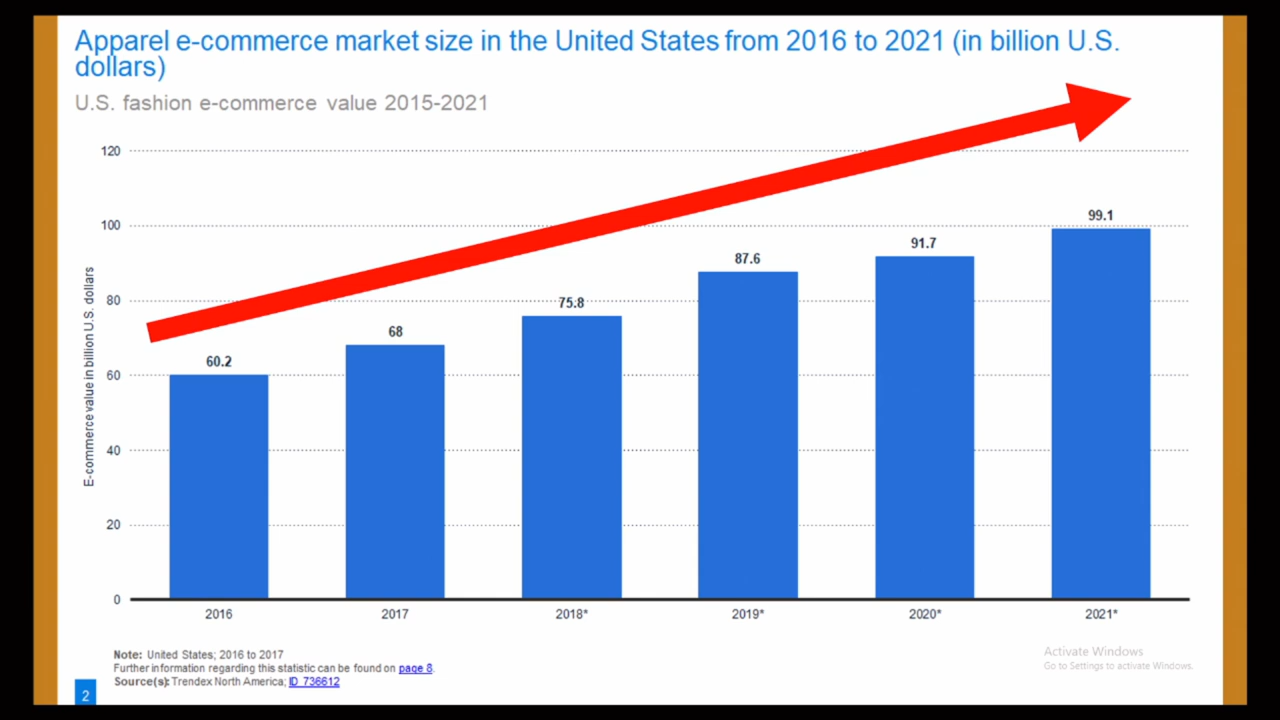 Apparel e-commerce market size in the United States from 2016 to 2021 (in billion U.S.
dollars)
U.S. fashion e-commerce value 2015-2021
E-commerce value in billion U.S. dollars
120
100
80
60
40
20
0
60.2
68
75.8
87.6
91.7
99.1
2016
2017
2018*
2019*
2020*
2021*
Note: United States; 2016 to 2017
Further information regarding this statistic can be found on page 8.
Source(s): Trendex North America; ID 736612
2
Activate Windows
Go to Settings to activate Windows.